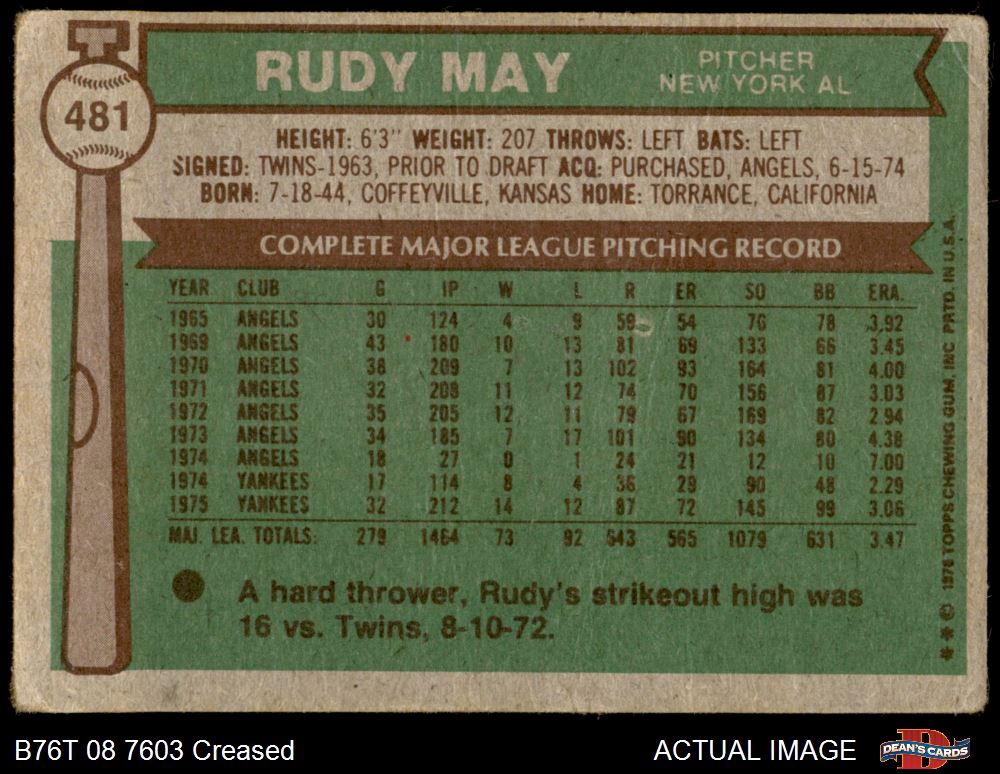 481
RUDY MAY
PITCHER
NEW YORK AL
HEIGHT: 6'3" WEIGHT: 207 THROWS: LEFT BATS: LEFT
SIGNED: TWINS-1963, PRIOR TO DRAFT ACQ: PURCHASED, ANGELS, 6-15-74
BORN: 7-18-44, COFFEYVILLE, KANSAS HOME: TORRANCE, CALIFORNIA
COMPLETE MAJOR LEAGUE PITCHING RECORD
YEAR CLUB G IP W L R ER SO BB ERA.
1965 ANGELS 30 124 4 9 59 54 76 78 3.92
1969 ANGELS 43 180 10 13 81 69 133 66 3.45
1970 ANGELS 38 209 7 13 102 93 164 81 4.00
1971 ANGELS 32 208 11 12 74 70 156 87 3.03
1972 ANGELS 35 205 12 11 79 67 169 82 2.94
1973 ANGELS 34 185 7 17 101 90 134 80 4.38
1974 ANGELS 18 27 0 1 24 21 12 10 7.00
1974 YANKEES 17 114 8 4 36 29 90 48 2.29
1975 YANKEES 32 212 14 12 87 72 145 99 3.06
MAJ. LEA. TOTALS: 279 1464 73 92 643 565 1079 631 3.47
A hard thrower, Rudy's strikeout high was
16 vs. Twins, 8-10-72.
** © 1976 TOPPS CHEWING GUM, INC PRTD. IN U.S.A.
B76T 08 7603 Creased
ACTUAL IMAGE
DEAN'S CARDS